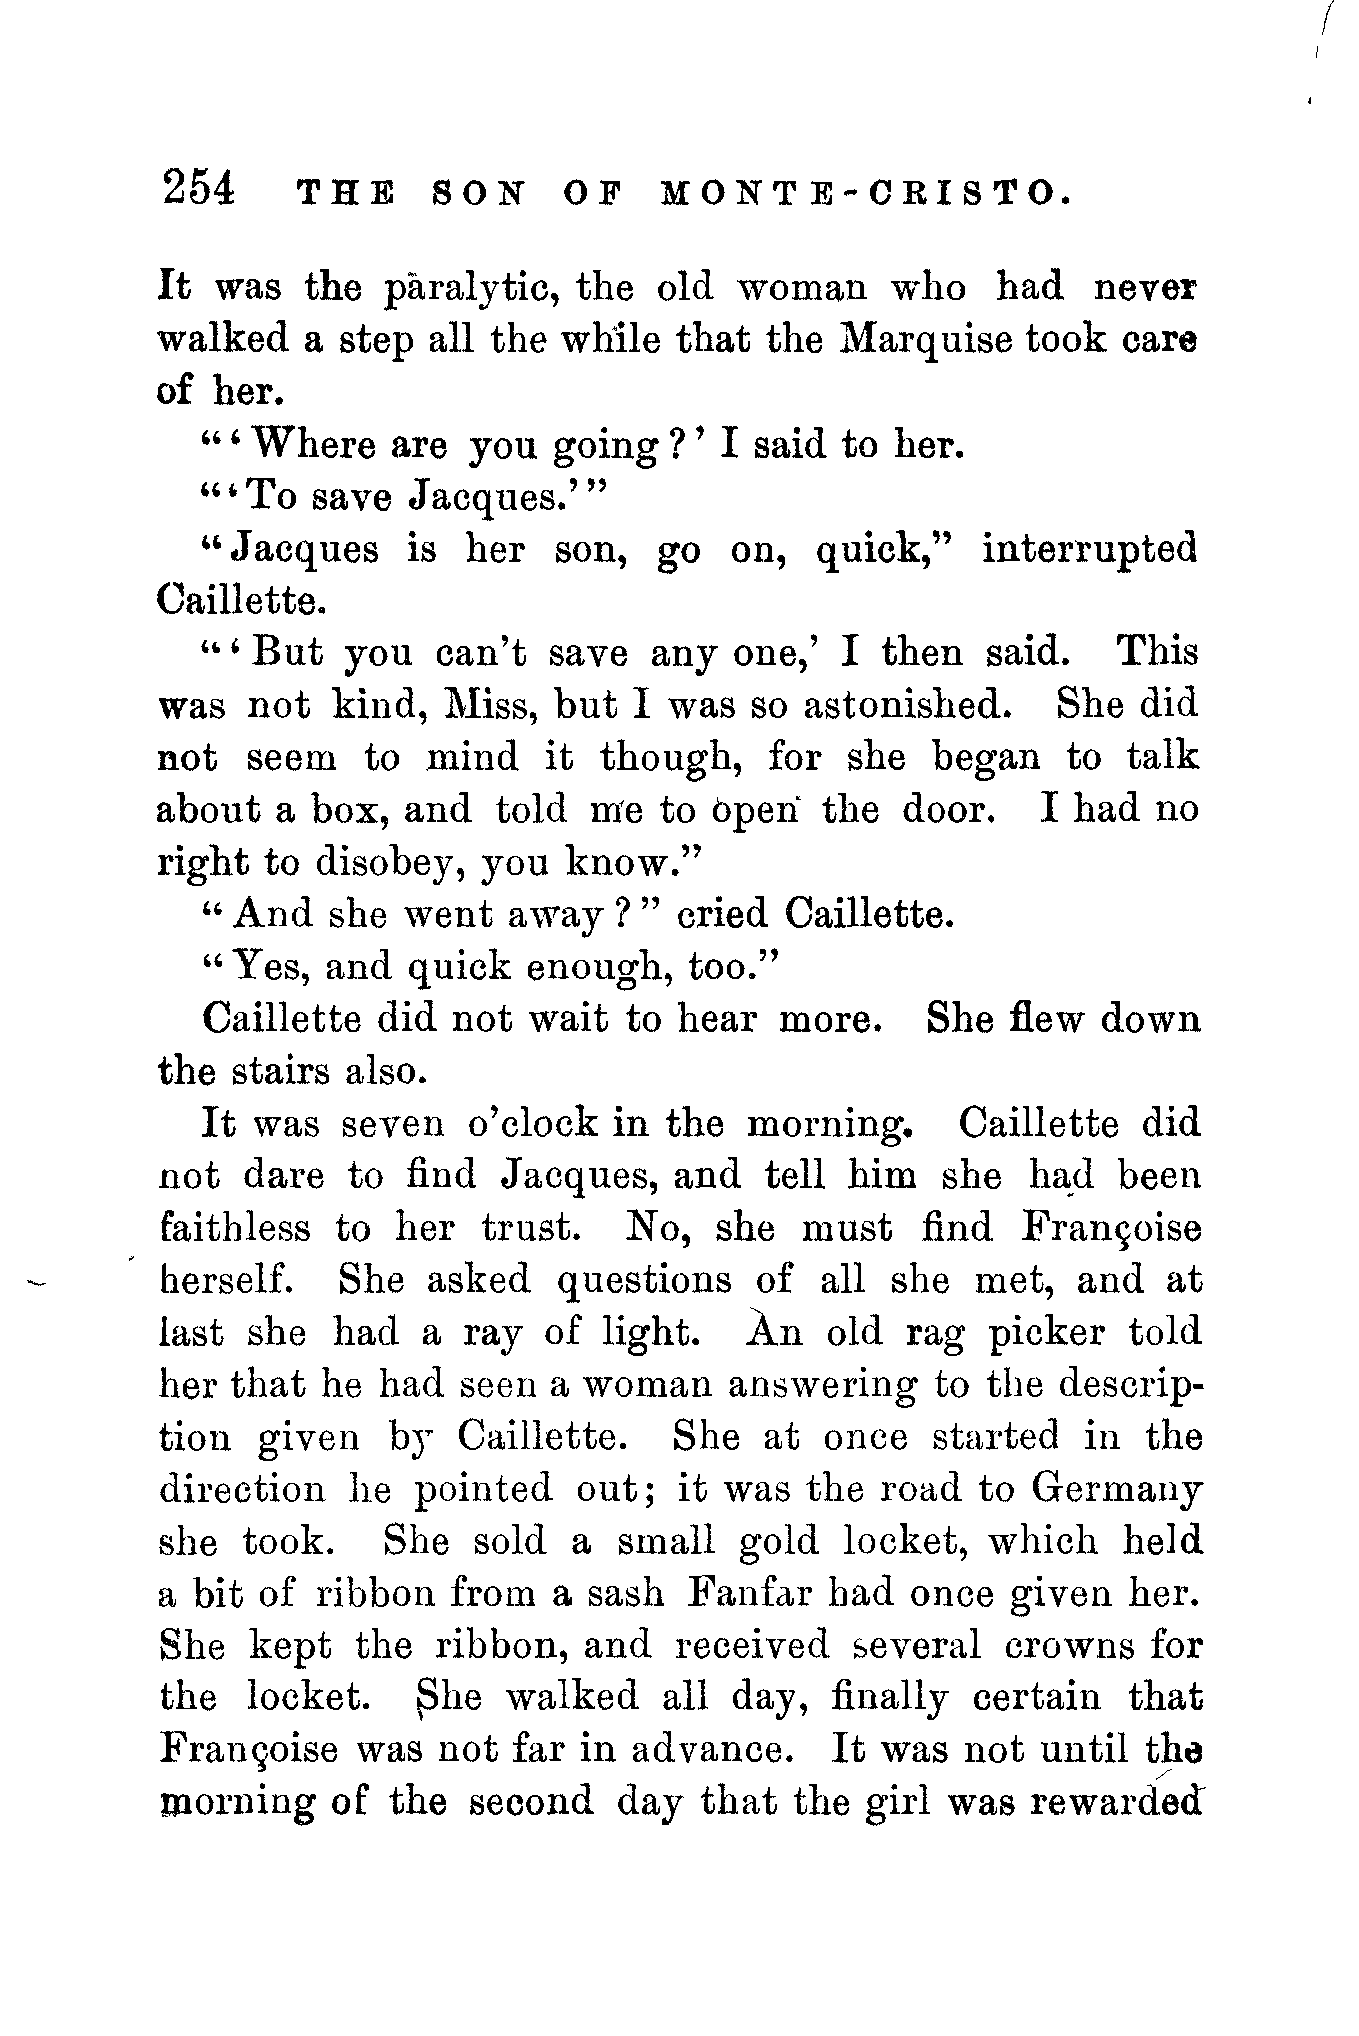 254 THE SON OF MONTE-CRISTO.
It was the paralytic, the old woman who had never
walked a step all the while that the Marquise took care
of her.
“‘Where are you going?’ I said to her.
“‘To save Jacques.’”
“Jacques is her son, go on, quick,” interrupted
Caillette.
“‘But you can’t save any one,’ I then said. This
was not kind, Miss, but I was so astonished. She did
not seem to mind it though, for she began to talk
about a box, and told me to open the door. I had no
right to disobey, you know.”
“And she went away?” cried Caillette.
“Yes, and quick enough, too.”
Caillette did not wait to hear more. She flew down
the stairs also.
It was seven o’clock in the morning. Caillette did
not dare to find Jacques, and tell him she had been
faithless to her trust. No, she must find Françoise
herself. She asked questions of all she met, and at
last she had a ray of light. An old rag picker told
her that he had seen a woman answering to the descrip-
tion given by Caillette. She at once started in the
direction he pointed out; it was the road to Germany
she took. She sold a small gold locket, which held
a bit of ribbon from a sash Fanfar had once given her.
She kept the ribbon, and received several crowns for
the locket. She walked all day, finally certain that
Françoise was not far in advance. It was not until the
morning of the second day that the girl was rewarded